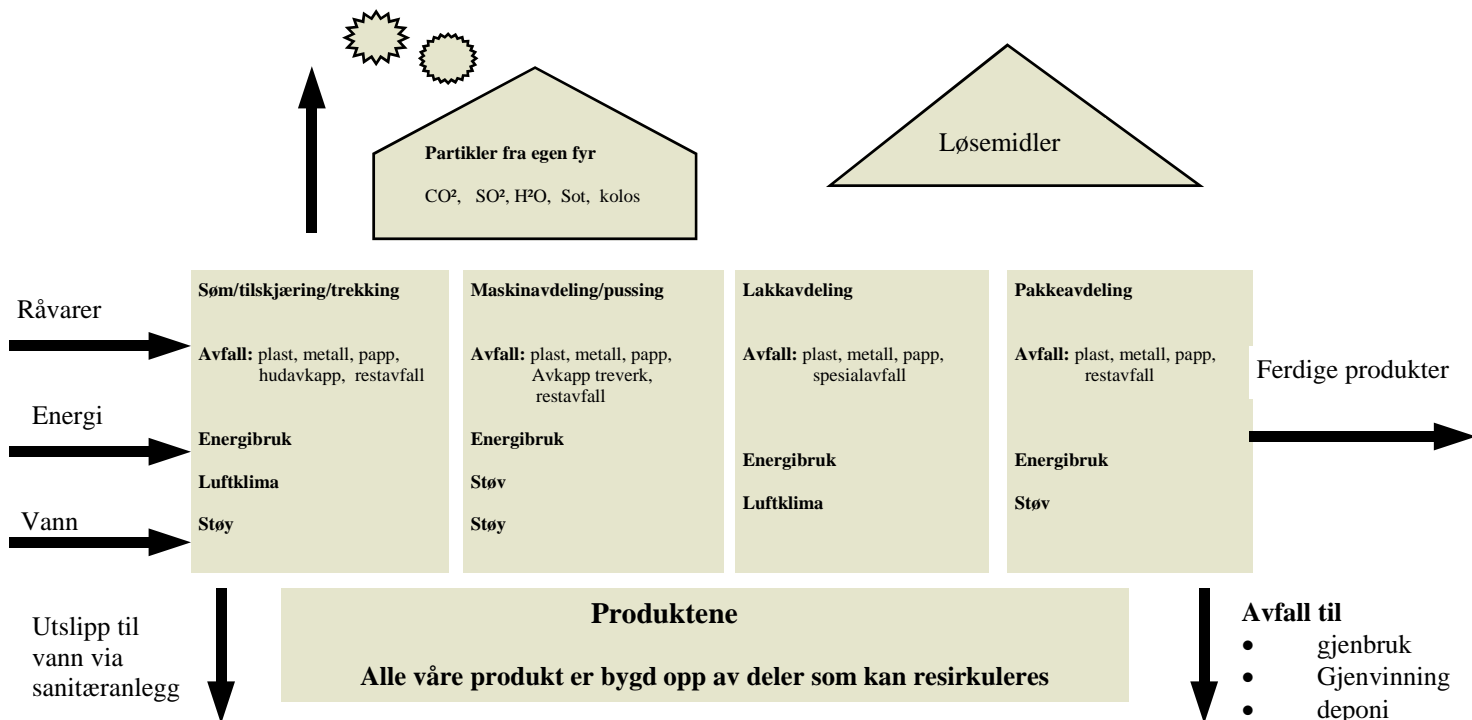 Partikler fra egen fyr
CO², SO², H²O, Sot, kolos
Løsemidler
Råvarer
Energi
Vann
Søm/tilskjæring/trekking
Avfall: plast, metall, papp,
hudavkapp, restavfall
Energibruk
Luftklima
Støy
Maskinavdeling/pussing
Avfall: plast, metall, papp,
Avkapp treverk,
restavfall
Energibruk
Støv
Støy
Lakkavdeling
Avfall: plast, metall, papp,
spesialavfall
Energibruk
Luftklima
Pakkeavdeling
Avfall: plast, metall, papp,
restavfall
Energibruk
Støv
Ferdige produkter
Utslipp til
vann via
sanitæranlegg
Produktene
Alle våre produkt er bygd opp av deler som kan resirkuleres
Avfall til
• gjenbruk
• Gjenvinning
• deponi